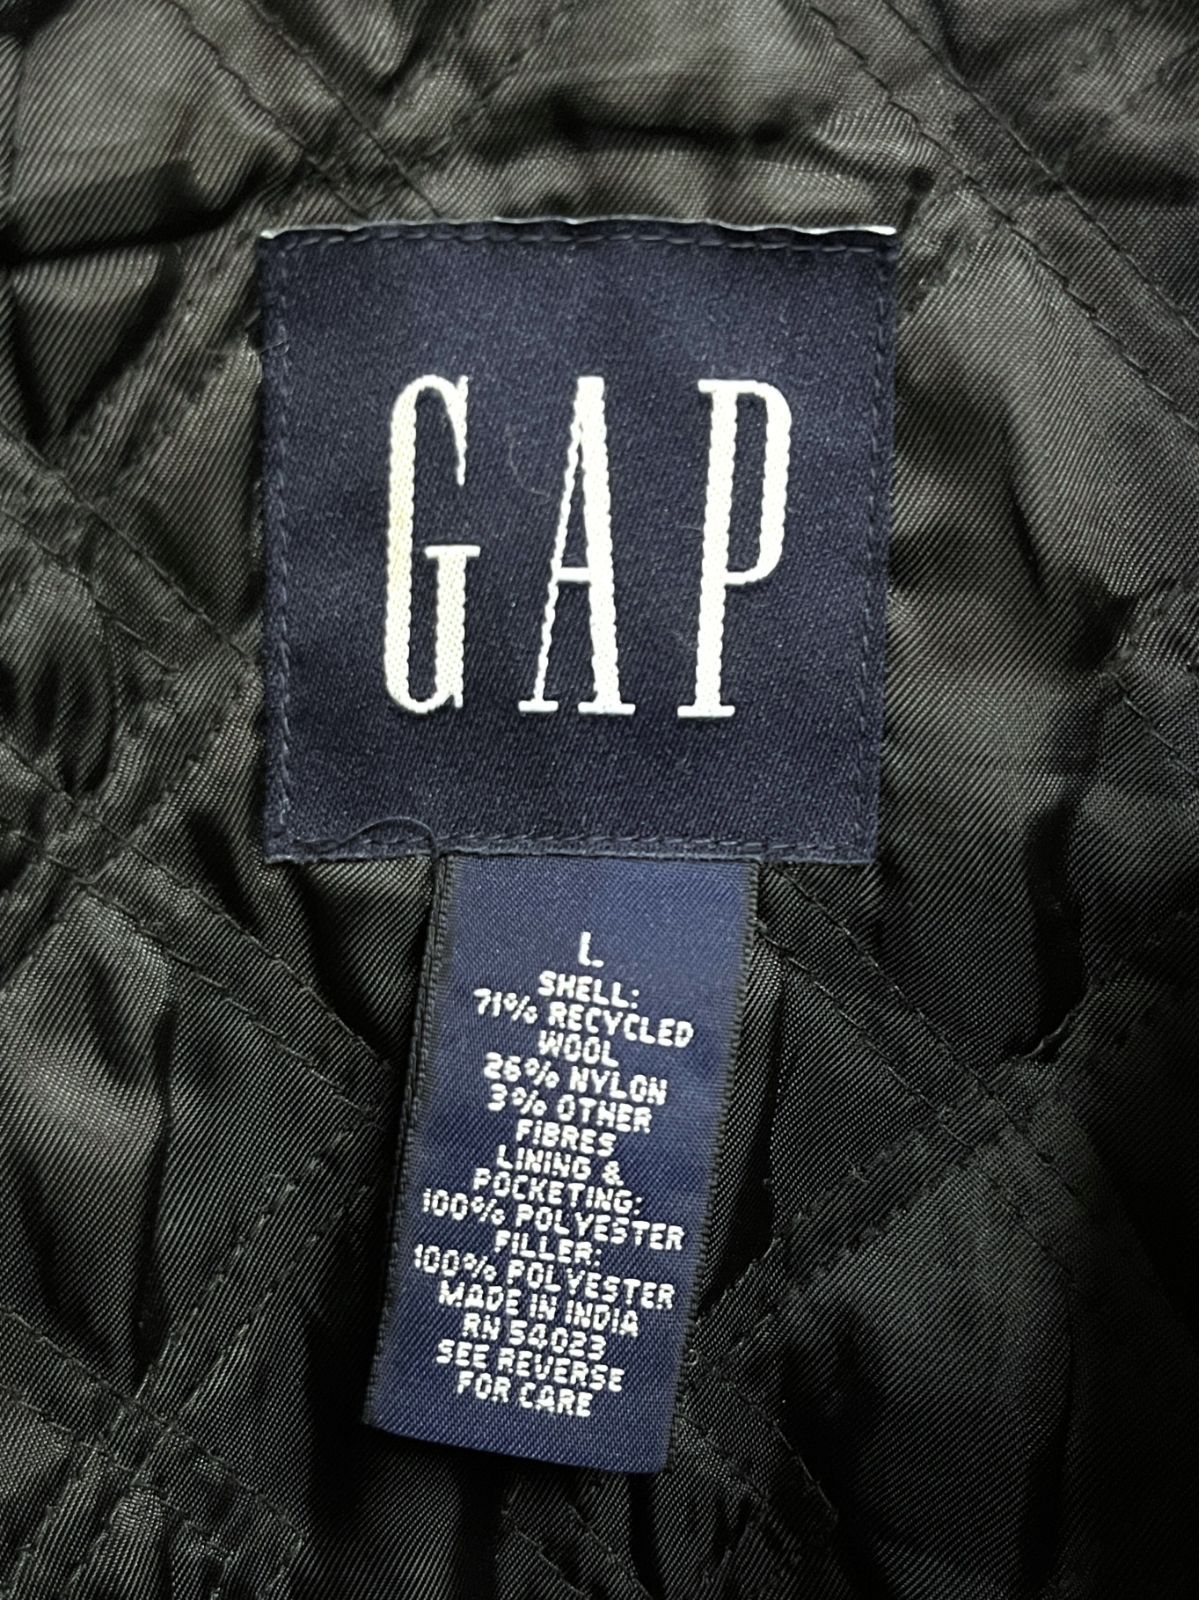 GAP
L
SHELL:
71% RECYCLED
WOOL
26% NYLON
3% OTHER
FIBRES
LINING &
POCKETING:
100% POLYESTER
FILLER:
100% POLYESTER
MADE IN INDIA
RN 54023
SEE REVERSE
FOR CARE